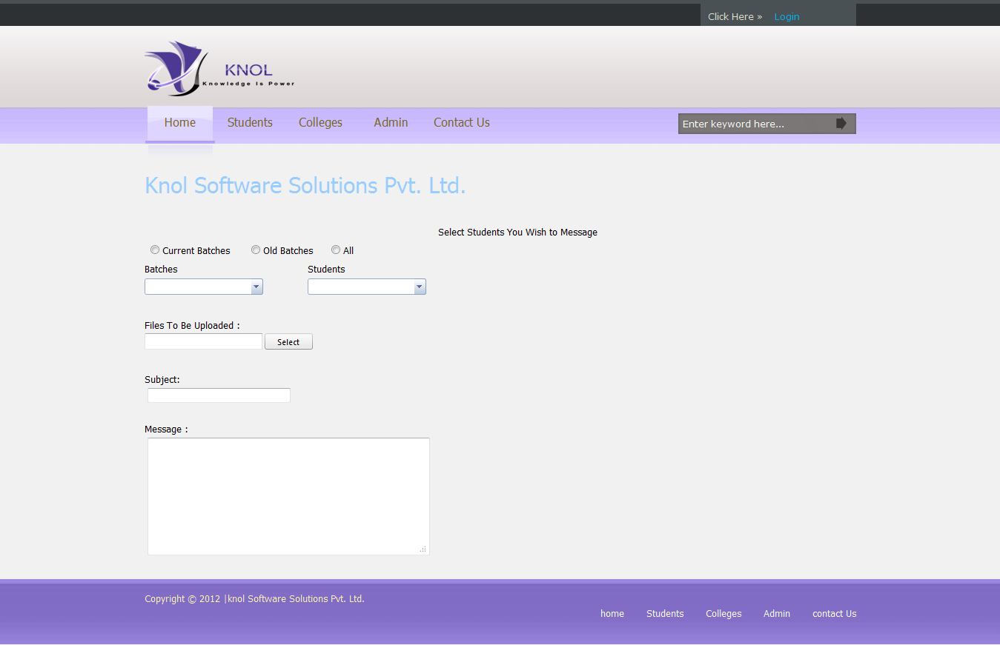 Click Here » Login
KNOL
Knowledge Is Power
Home Students Colleges Admin Contact Us Enter keyword here...
Knol Software Solutions Pvt. Ltd.
Select Students You Wish to Message
Current Batches Old Batches All
Batches Students
Files To Be Uploaded :
Select
Subject:
Message :
Copyright © 2012 |knol Software Solutions Pvt. Ltd.
home Students Colleges Admin contact Us